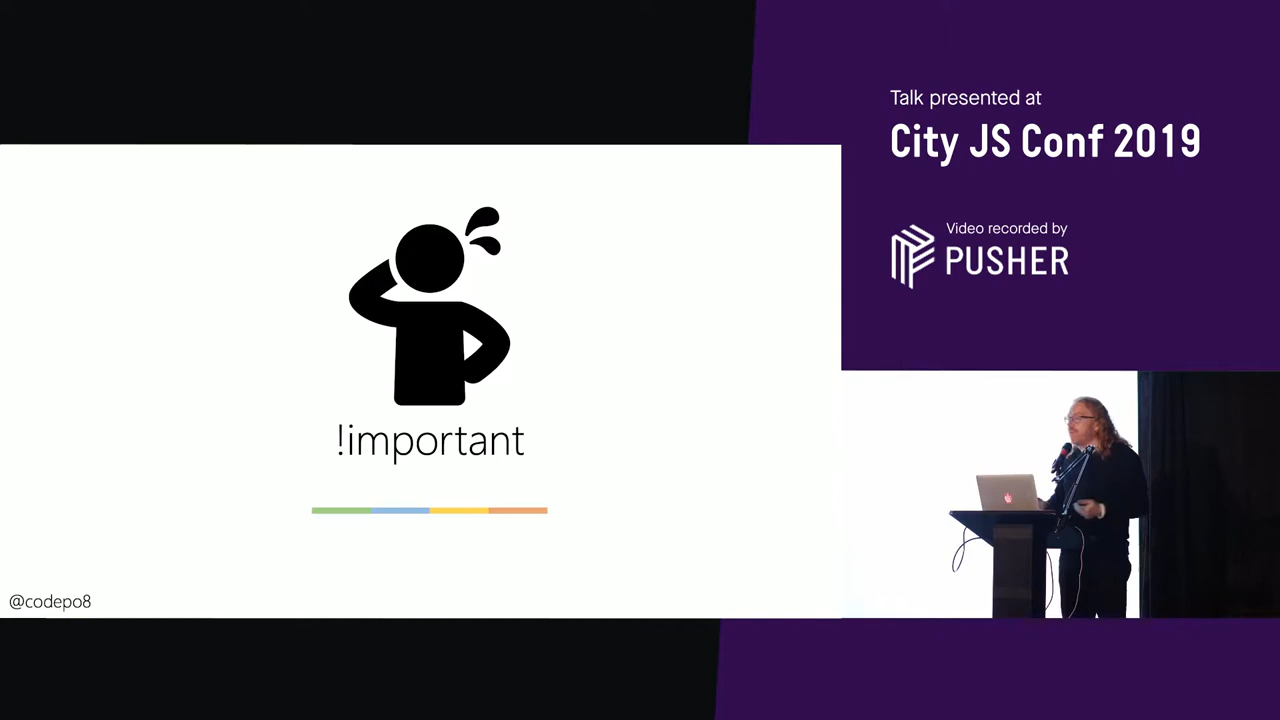 Talk presented at
City JS Conf 2019
Video recorded by
PUSHER
!important
@codepo8